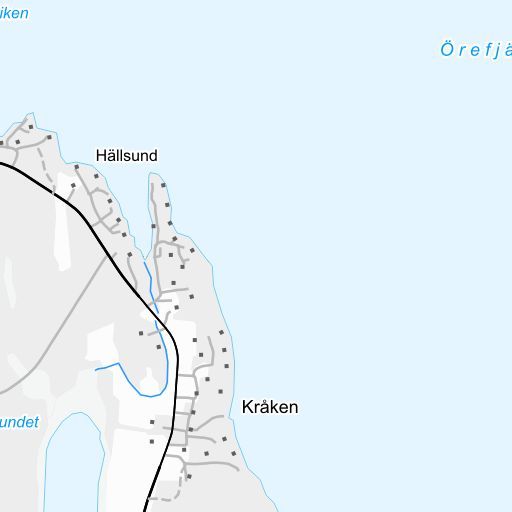 iken
Örefjä
Hällsund
Kråken
undet